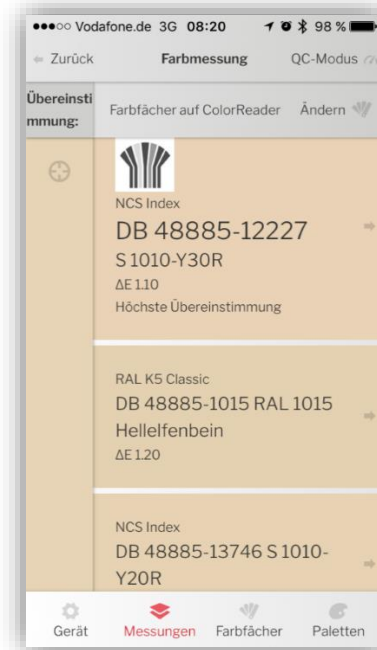 Vodafone.de 3G 08:20 98 %
Zurück Farbmessung QC-Modus
Übereinsti
mmung:
Farbfächer auf ColorReader Ändern
NCS Index
DB 48885-12227
S 1010-Y30R
ΔE 1.10
Höchste Übereinstimmung
RAL K5 Classic
DB 48885-1015 RAL 1015
Hellelfenbein
ΔE 1.20
NCS Index
DB 48885-13746 S 1010-
Y20R
Gerät Messungen Farbfächer Paletten